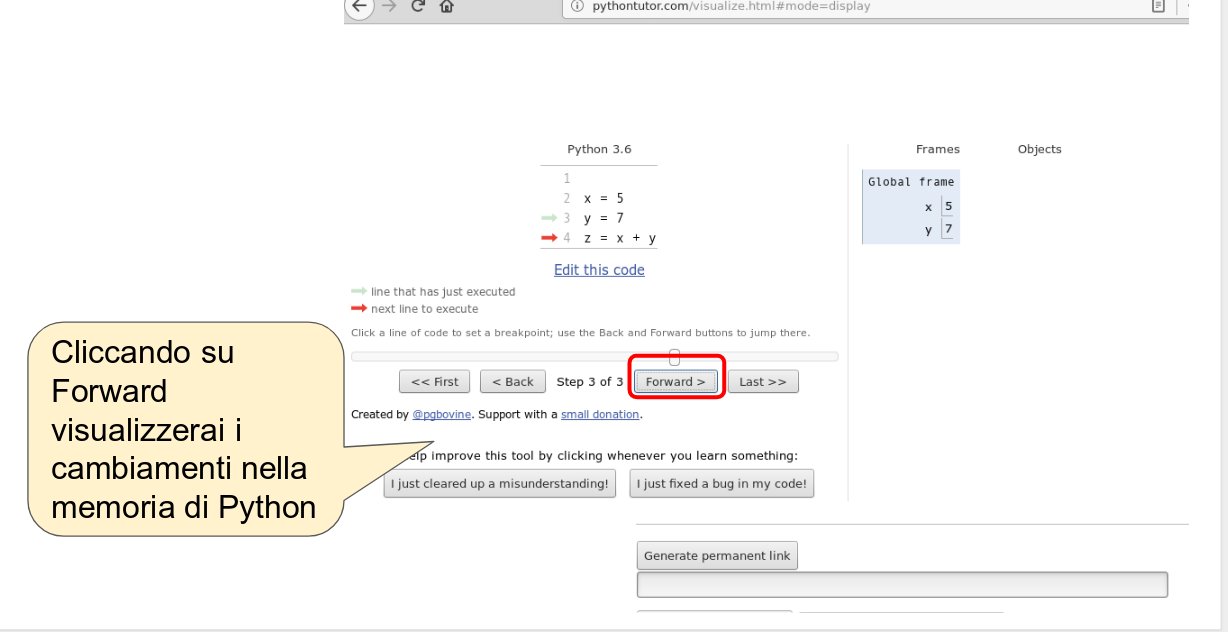 pythontutor.com/visualize.html#mode=display
Python 3.6
1
2 x = 5
3 y = 7
4 z = x + y
Edit this code
line that has just executed
next line to execute
Click a line of code to set a breakpoint; use the Back and Forward buttons to jump there.
<< First < Back Step 3 of 3 Forward > Last >>
Created by @pgbovine. Support with a small donation.
improve this tool by clicking whenever you learn something:
I just cleared up a misunderstanding! I just fixed a bug in my code!
Frames Objects
Global frame
x 5
y 7
Cliccando su
Forward
visualizzerai i
cambiamenti nella
memoria di Python
Generate permanent link